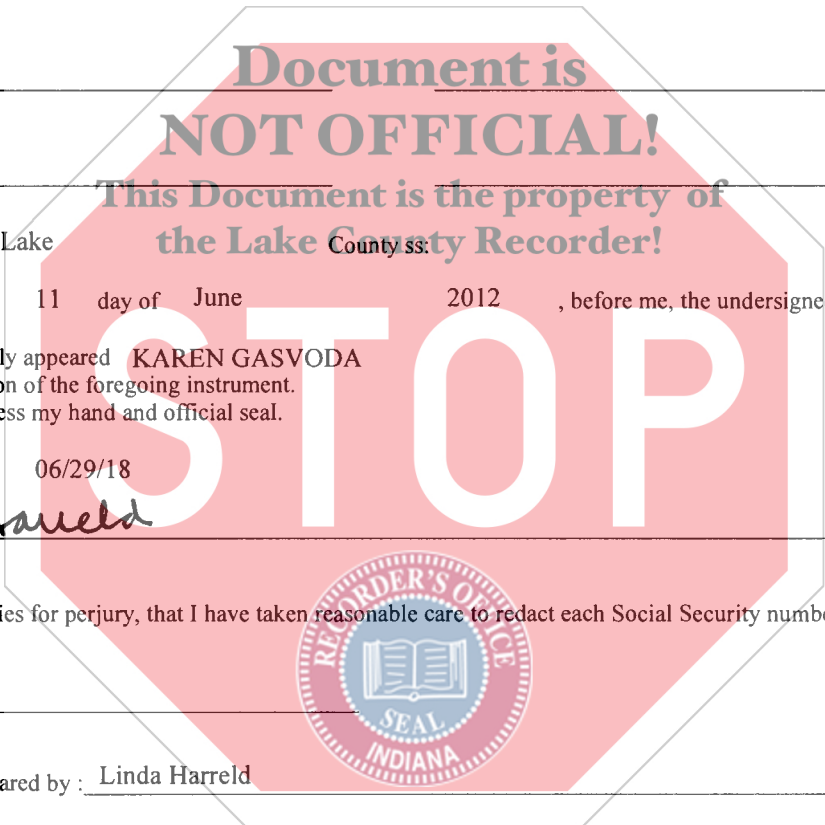 Document is
NOT OFFICIAL!
This Document is the property of
the Lake County Recorder!
Lake County ss:
11 day of June 2012 , before me, the undersigne
ly appeared KAREN GASVODA
on of the foregoing instrument.
ess my hand and official seal.
06/29/18
STOP
arreld
ies for perjury, that I have taken reasonable care to redact each Social Security numbe
RECORDER'S OFFICE
SEAL
INDIANA
ared by : Linda Harreld